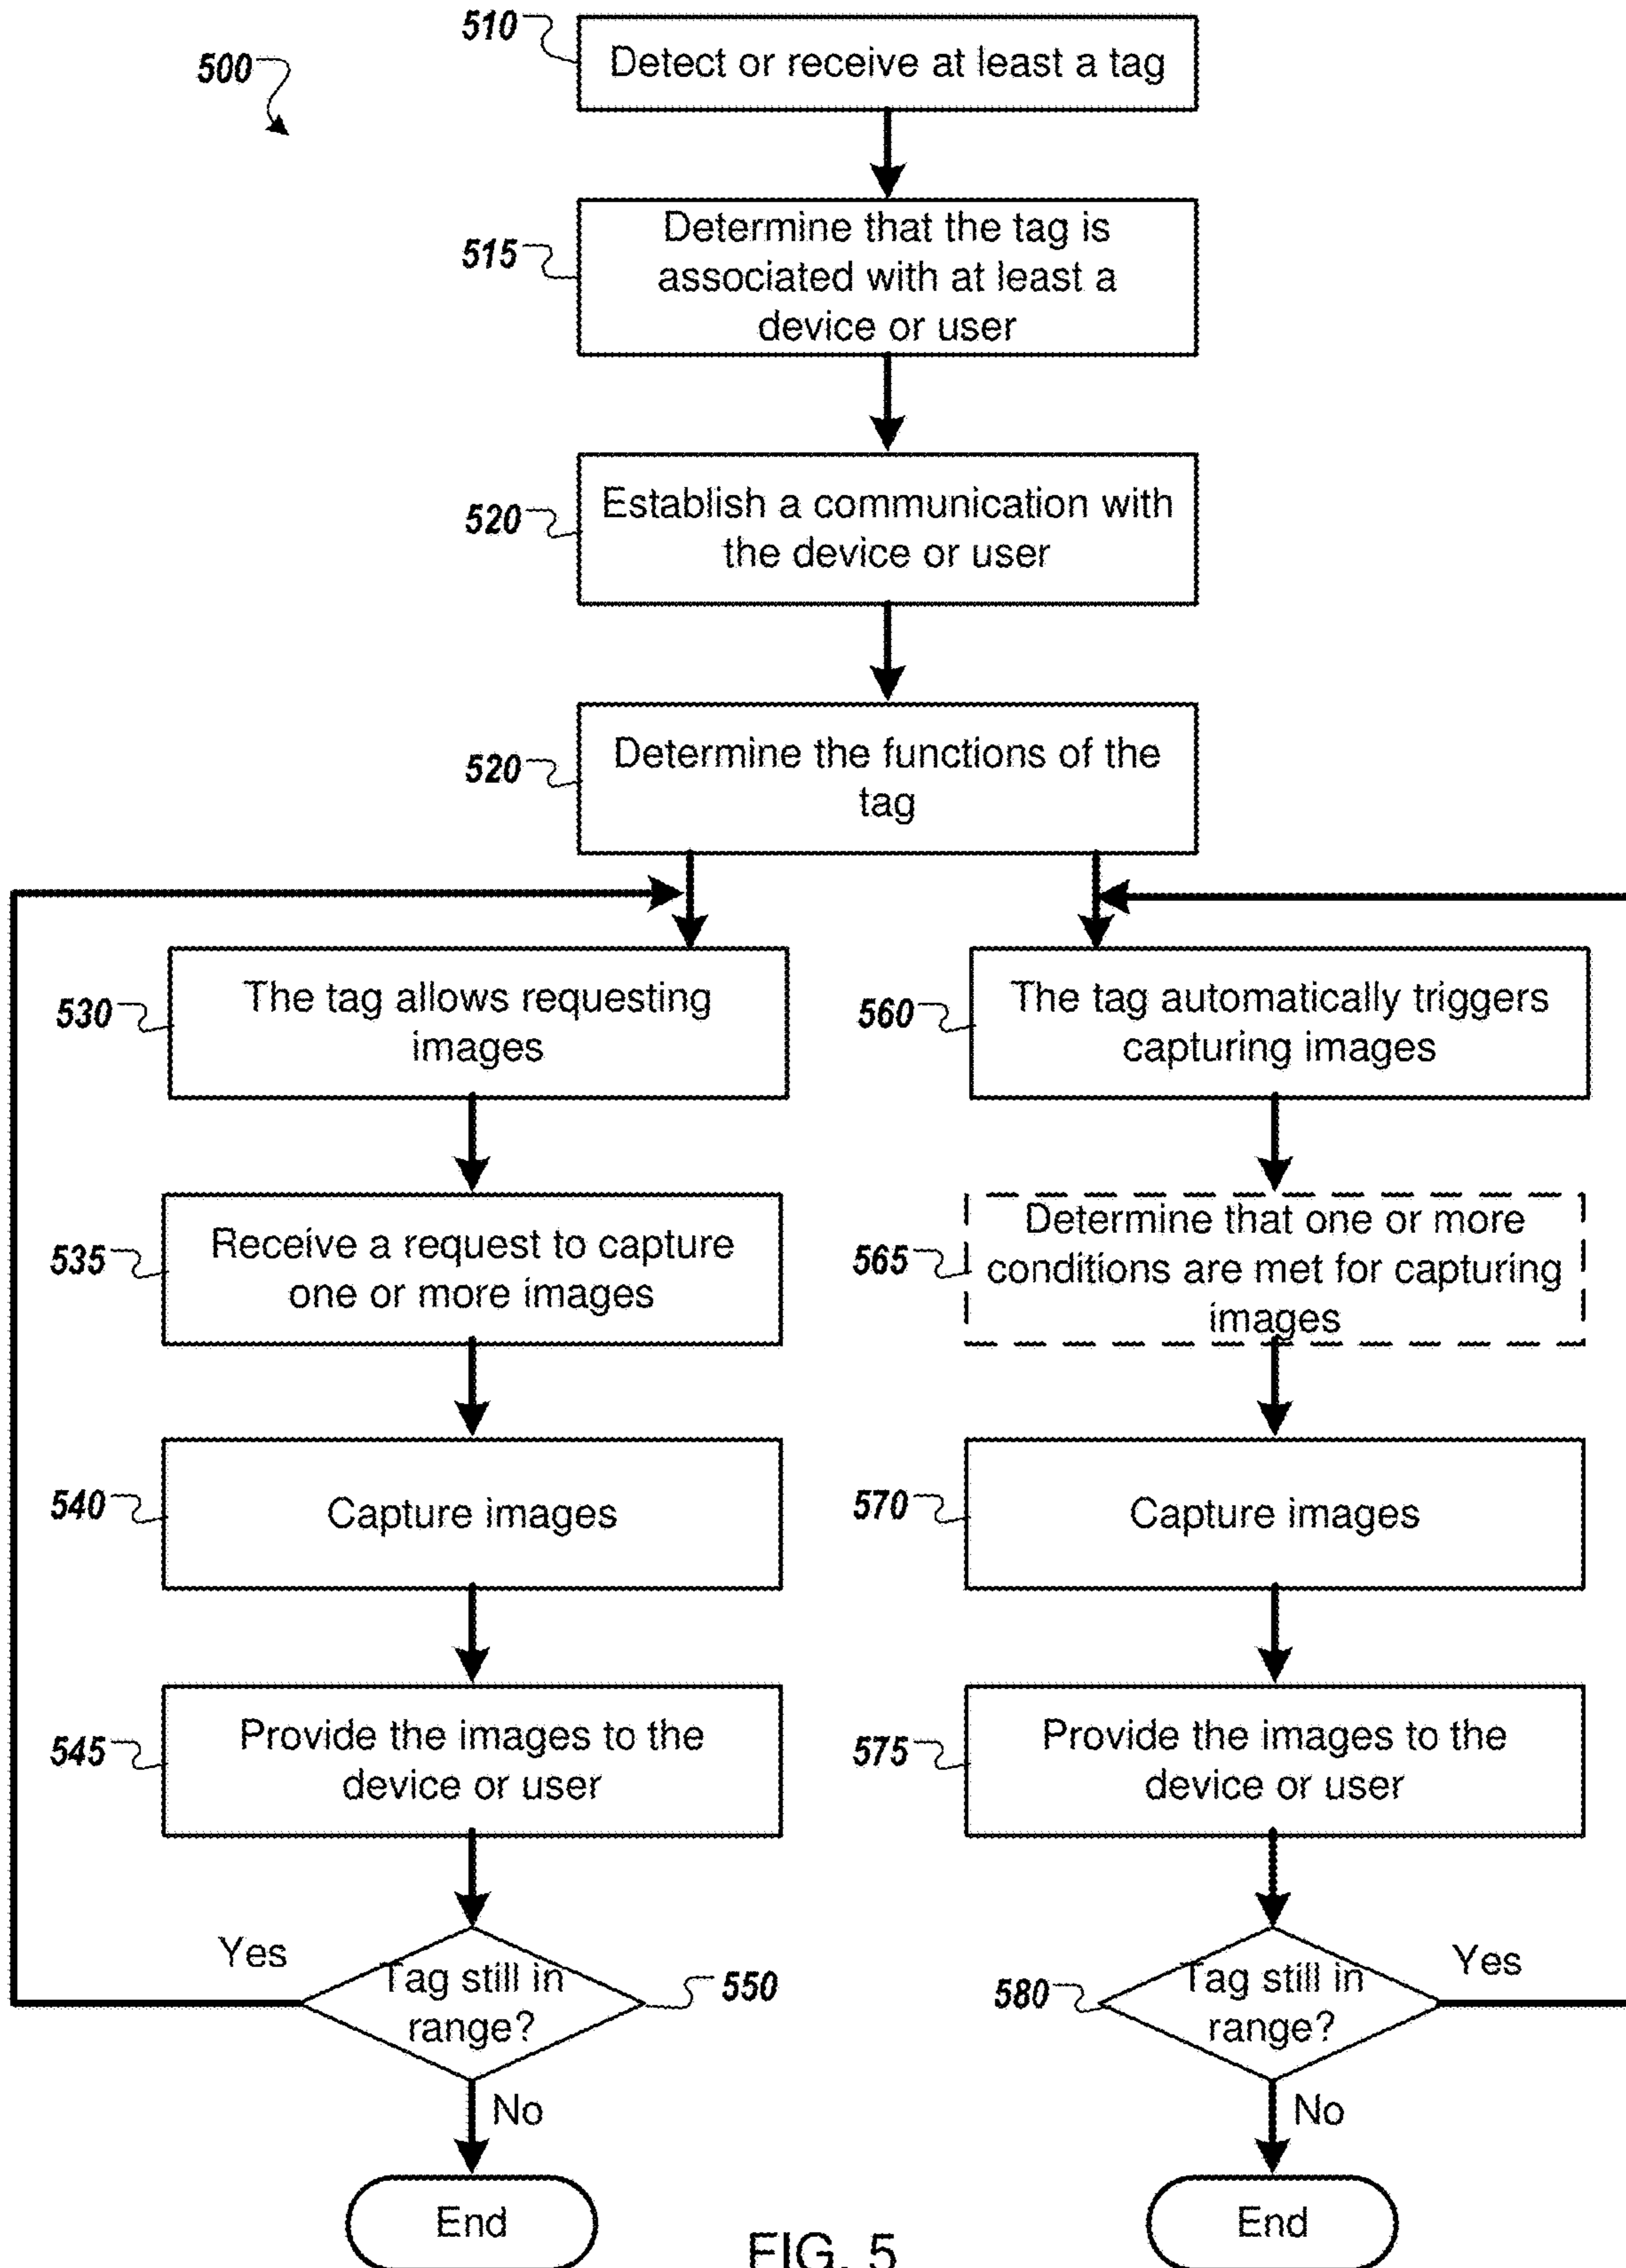 510
Detect or receive at least a tag
500
515
Determine that the tag is
associated with at least a
device or user
520
Establish a communication with
the device or user
520
Determine the functions of the
tag
530
The tag allows requesting
images
560
The tag automatically triggers
capturing images
535
Receive a request to capture
one or more images
565
Determine that one or more
conditions are met for capturing
images
540
Capture images
570
Capture images
545
Provide the images to the
device or user
575
Provide the images to the
device or user
Yes
Tag still in
range?
550
580
Tag still in
range?
Yes
No
No
End
End
FIG. 5